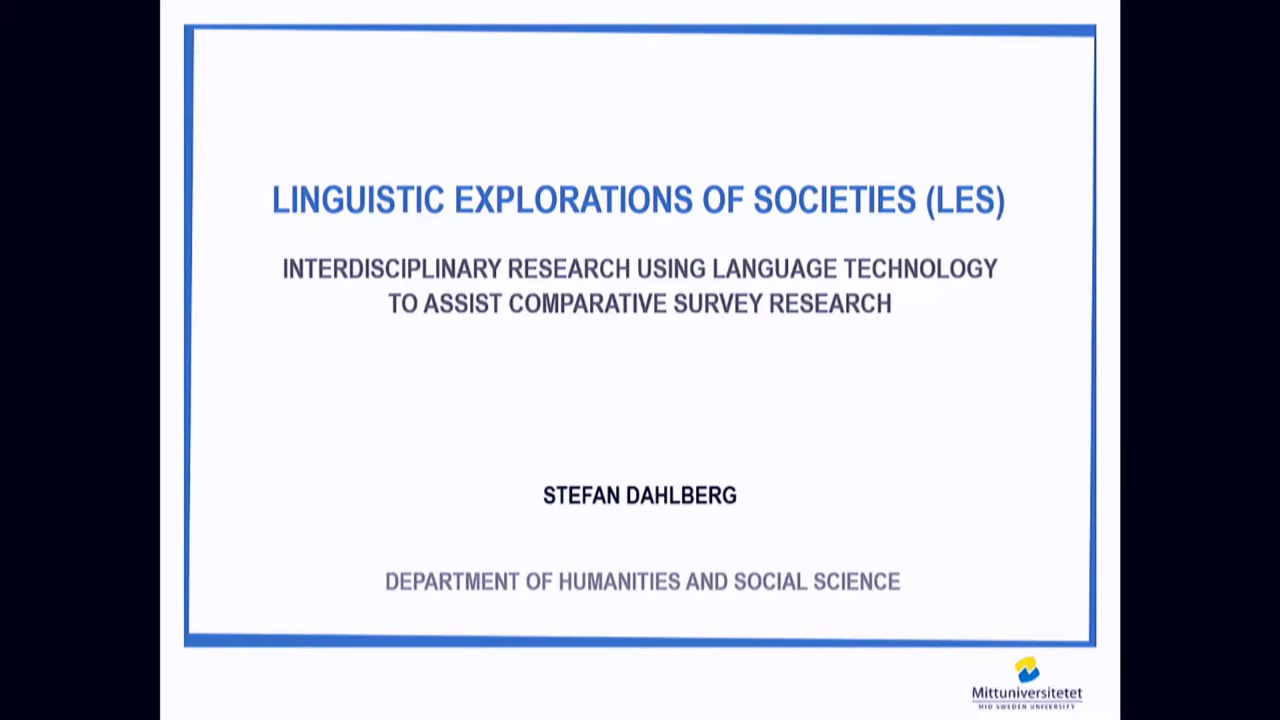 LINGUISTIC EXPLORATIONS OF SOCIETIES (LES)
INTERDISCIPLINARY RESEARCH USING LANGUAGE TECHNOLOGY
TO ASSIST COMPARATIVE SURVEY RESEARCH
STEFAN DAHLBERG
DEPARTMENT OF HUMANITIES AND SOCIAL SCIENCE
Mittuniversitetet
MID SWEDEN UNIVERSITY